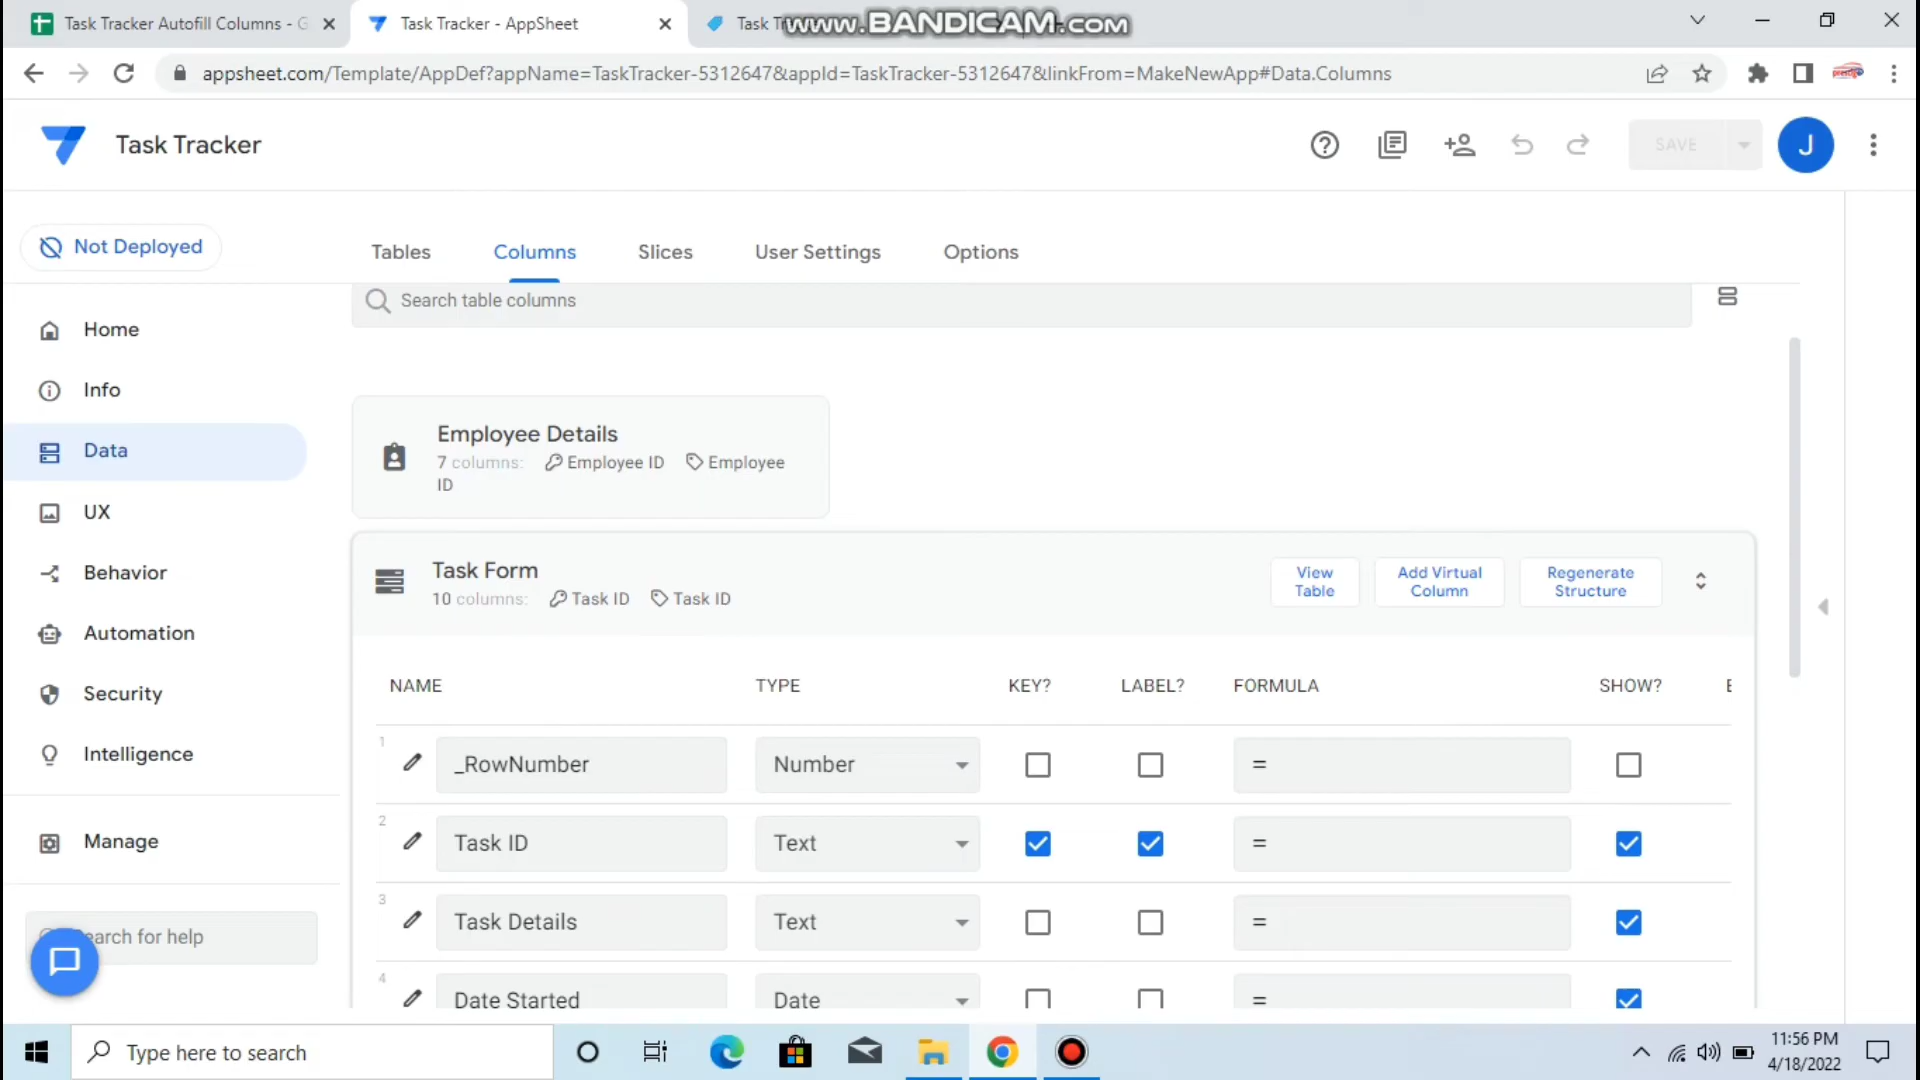 Task Tracker Autofill Columns - G
Task Tracker - AppSheet
Task Tr
www.BANDICAM.com
appsheet.com/Template/AppDef?appName=TaskTracker-5312647&appId=TaskTracker-5312647&linkFrom=MakeNewApp#Data.Columns
Task Tracker
SAVE
J
Not Deployed
Tables
Columns
Slices
User Settings
Options
Search table columns
Home
Info
Data
UX
Behavior
Automation
Security
Intelligence
Manage
earch for help
Employee Details
7 columns: Employee ID Employee
ID
Task Form
10 columns: Task ID Task ID
View
Table
Add Virtual
Column
Regenerate
Structure
NAME TYPE KEY? LABEL? FORMULA SHOW? E
1 _RowNumber Number =
2 Task ID Text =
3 Task Details Text =
4 Date Started Date =
Type here to search
11:56 PM
4/18/2022